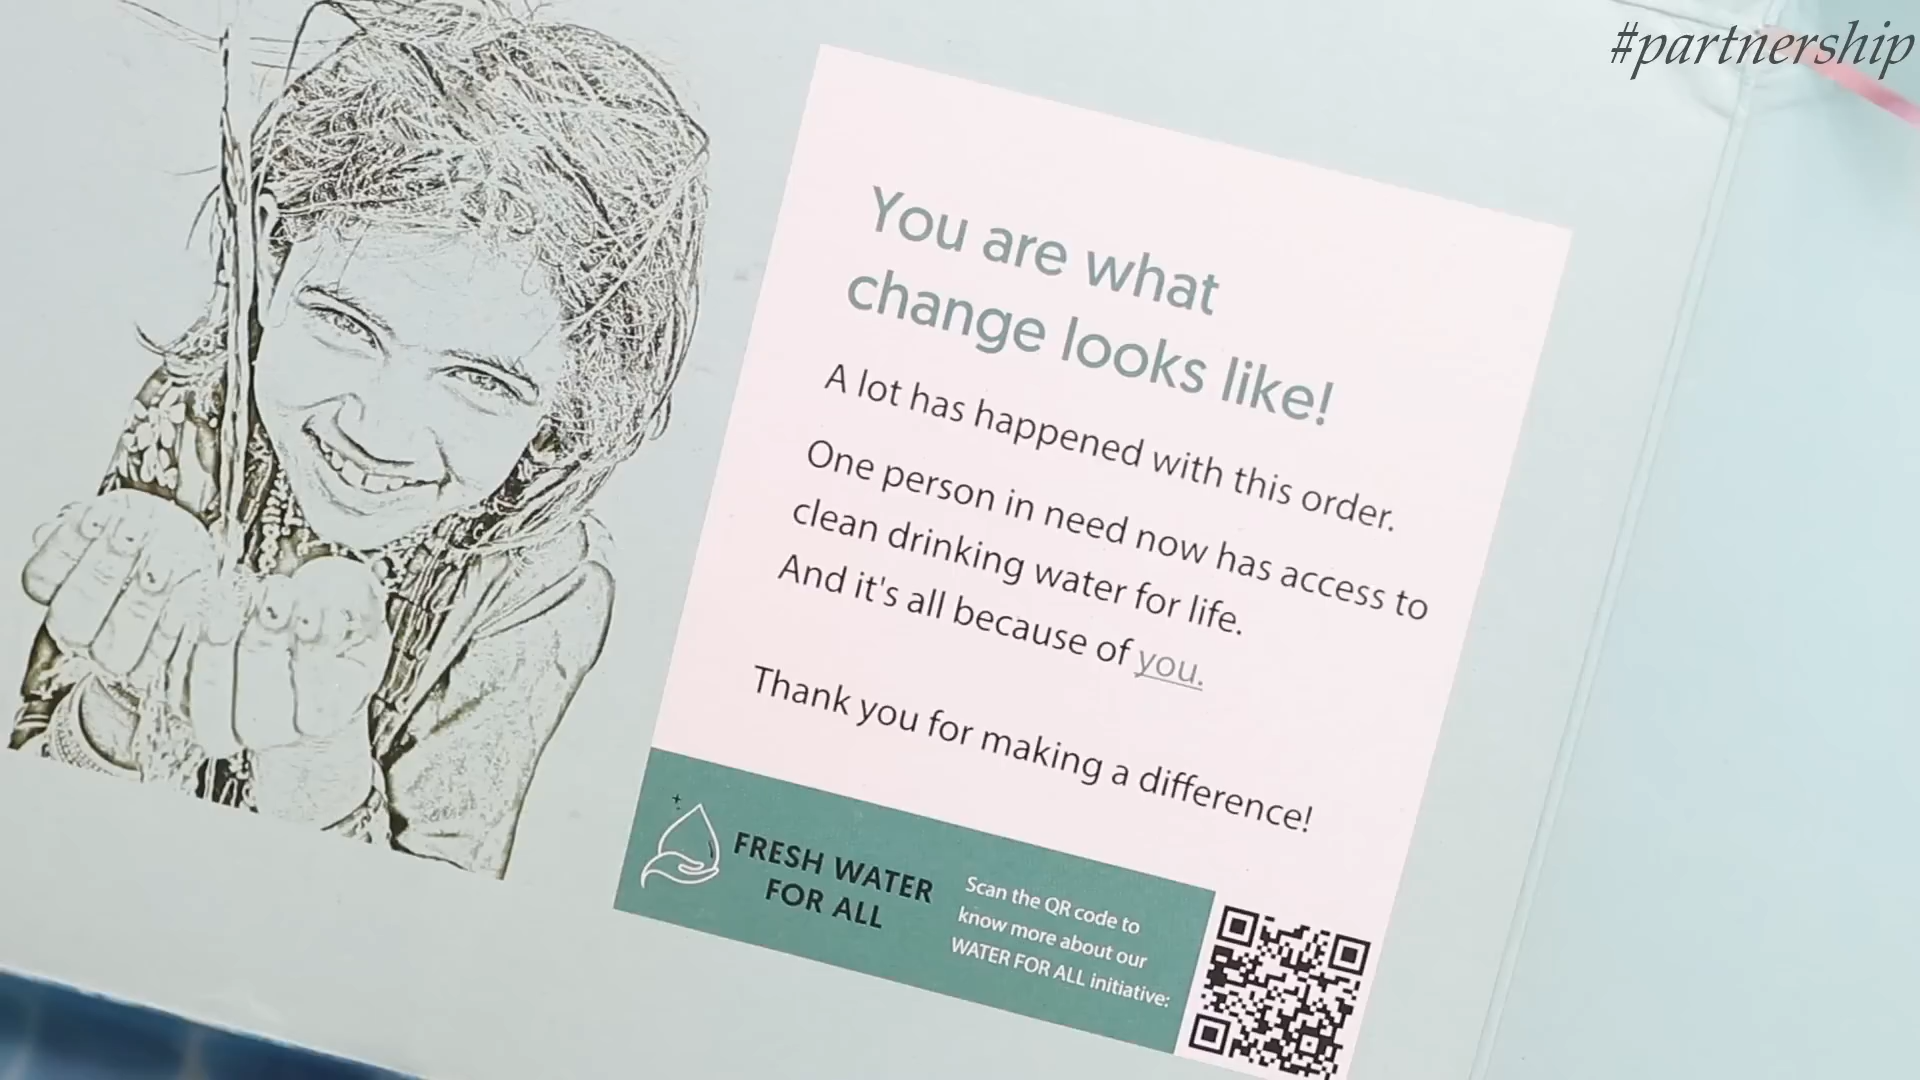 #partnership
You are what
change looks like!
A lot has happened with this order.
One person in need now has access to
clean drinking water for life.
And it's all because of you.
Thank you for making a difference!
FRESH WATER
FOR ALL
Scan the QR code to
know more about our
WATER FOR ALL initiative: